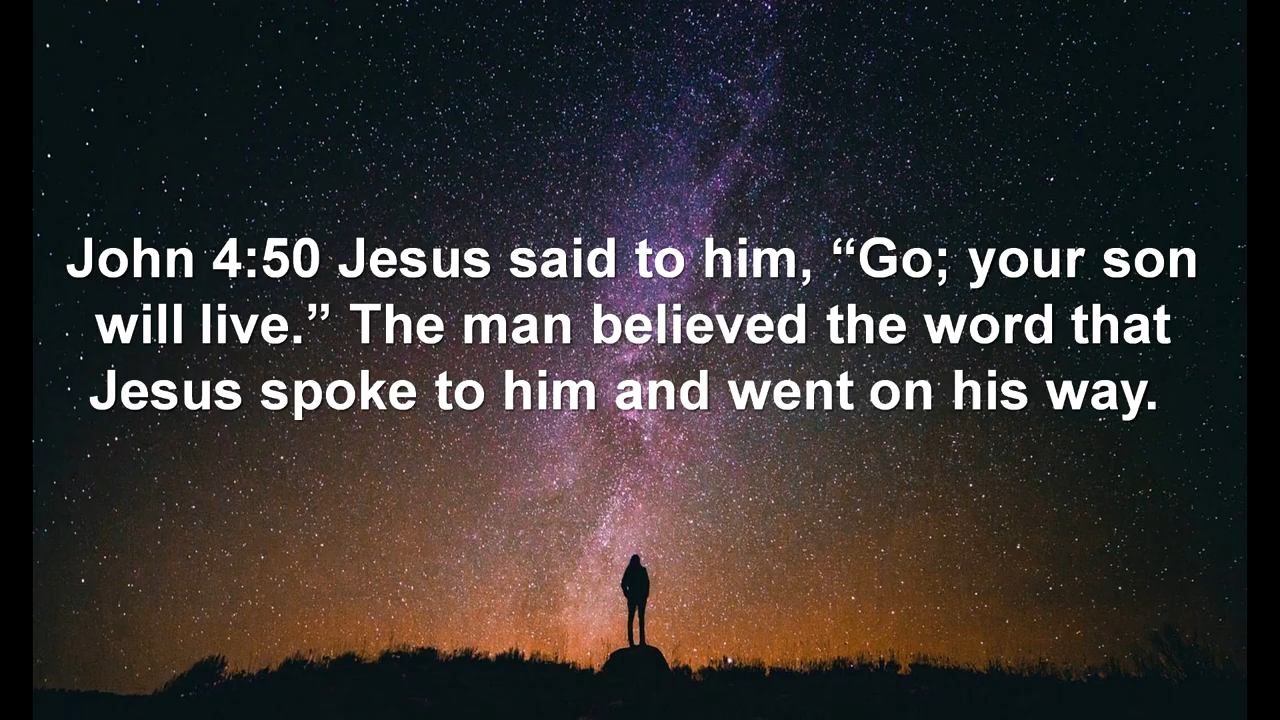 John 4:50 Jesus said to him, “Go; your son
will live.” The man believed the word that
Jesus spoke to him and went on his way.